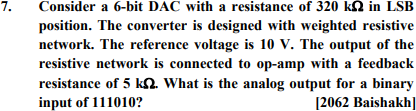 7. Consider a 6-bit DAC with a resistance of 320 kΩ in LSB
position. The converter is designed with weighted resistive
network. The reference voltage is 10 V. The output of the
resistive network is connected to op-amp with a feedback
resistance of 5 kΩ. What is the analog output for a binary
input of 111010? [2062 Baishakh]